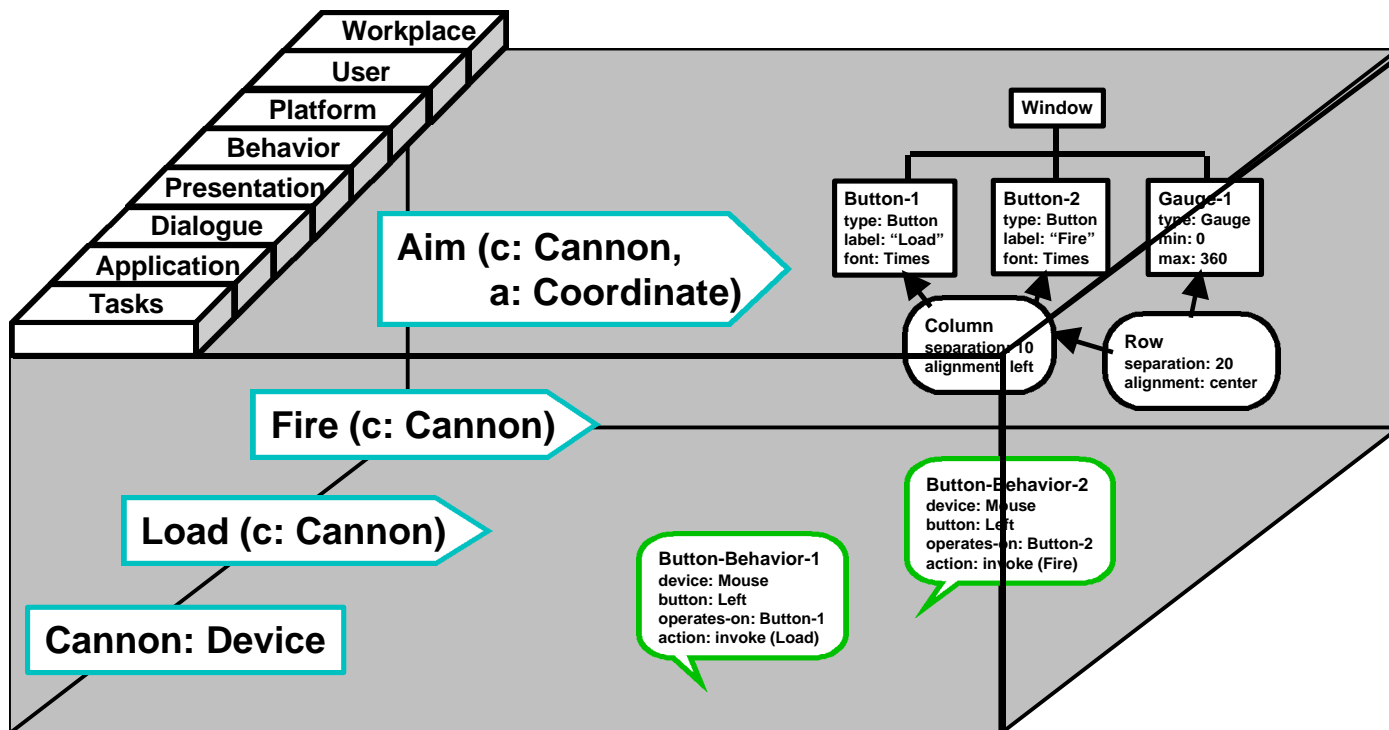 Workplace
User
Platform
Behavior
Presentation
Dialogue
Application
Tasks
Window
Button-1
type: Button
label: “Load”
font: Times
Button-2
type: Button
label: “Fire”
font: Times
Gauge-1
type: Gauge
min: 0
max: 360
Aim (c: Cannon,
a: Coordinate)
Column
separation: 10
alignment: left
Row
separation: 20
alignment: center
Fire (c: Cannon)
Load (c: Cannon)
Cannon: Device
Button-Behavior-2
device: Mouse
button: Left
operates-on: Button-2
action: invoke (Fire)
Button-Behavior-1
device: Mouse
button: Left
operates-on: Button-1
action: invoke (Load)